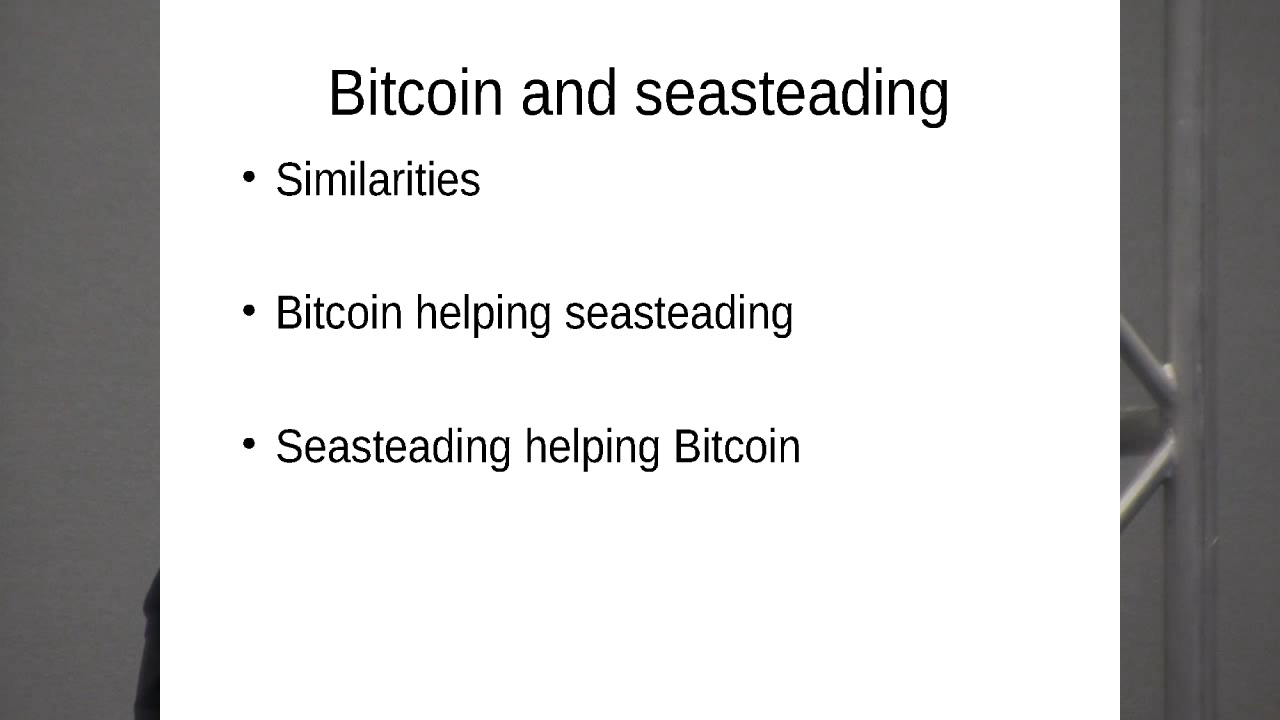 Bitcoin and seasteading
• Similarities
• Bitcoin helping seasteading
• Seasteading helping Bitcoin